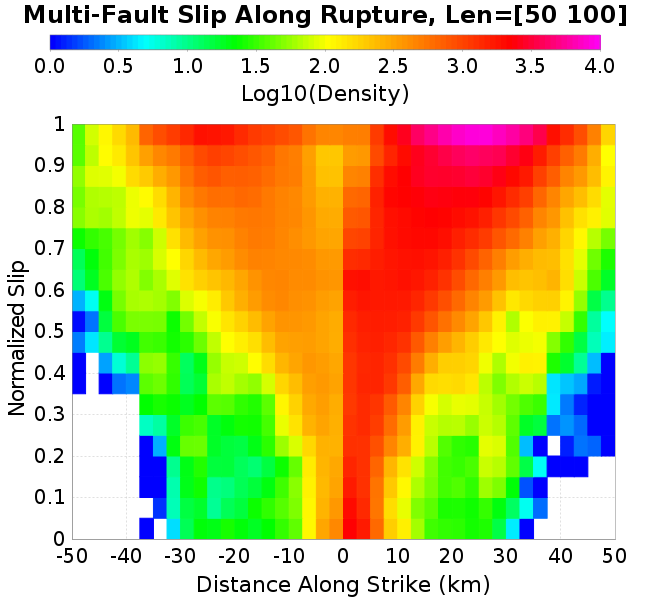 Multi-Fault Slip Along Rupture, Len=[50 100]
0.0 0.5 1.0 1.5 2.0 2.5 3.0 3.5 4.0
Log10(Density)
1
0.9
0.8
0.7
0.6
0.5
0.4
0.3
0.2
0.1
0
Normalized Slip
-50 -40 -30 -20 -10 0 10 20 30 40 50
Distance Along Strike (km)